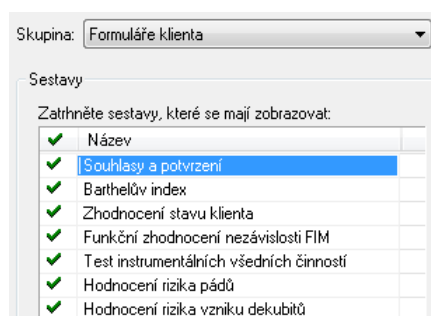 Skupina: Formuláře klienta
Sestavy
Zatrhněte sestavy, které se mají zobrazovat:
Název
Souhlasy a potvrzení
Barthelův index
Zhodnocení stavu klienta
Funkční zhodnocení nezávislosti FIM
Test instrumentálních všedních činností
Hodnocení rizika pádů
Hodnocení rizika vzniku dekubitů